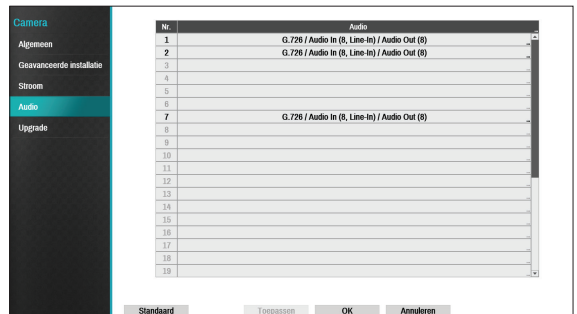 Camera
Algemeen
Geavanceerde installatie
Stroom
Audio
Upgrade
Nr. Audio ...
1 G.726 / Audio In (8, Line-In) / Audio Out (8) ...
2 G.726 / Audio In (8, Line-In) / Audio Out (8) ...
3 ...
4 ...
5 ...
6 ...
7 G.726 / Audio In (8, Line-In) / Audio Out (8) ...
8 ...
9 ...
10 ...
11 ...
12 ...
13 ...
14 ...
15 ...
16 ...
17 ...
18 ...
19 ...
Standaard Toepassen OK Annuleren